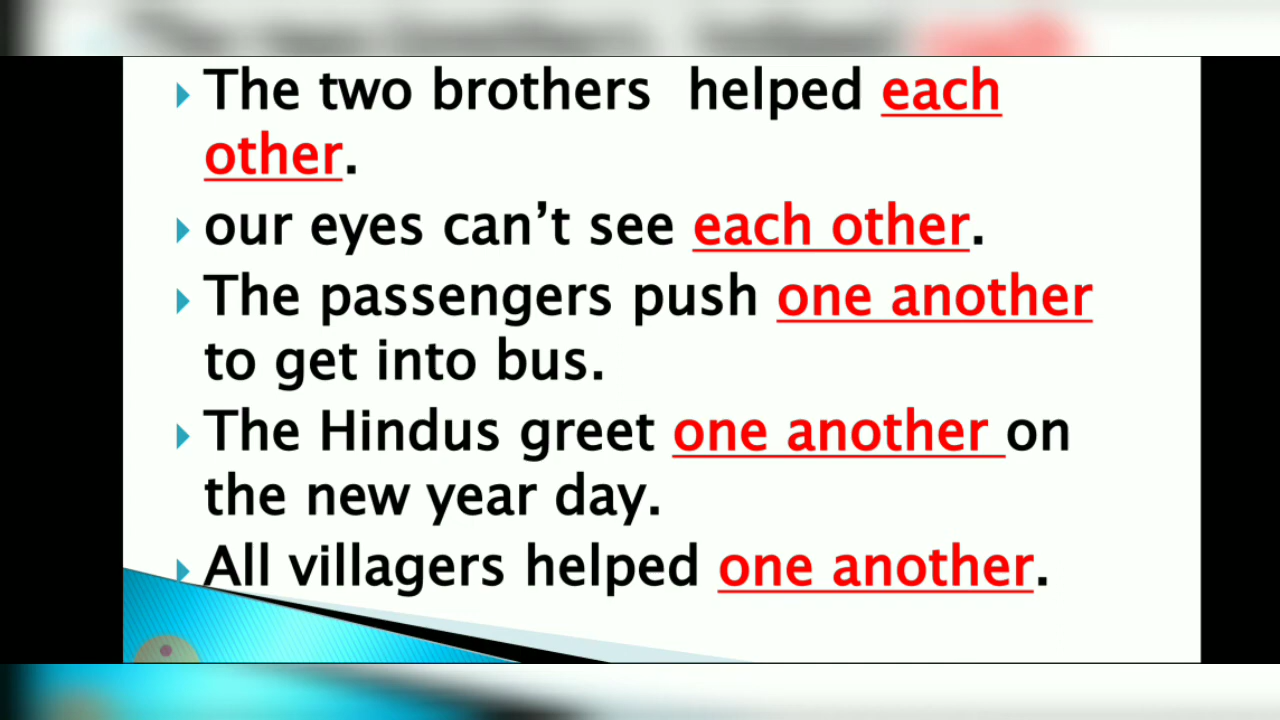 The two brothers  helped each
other.
our eyes can’t see each other.
The passengers push one another
to get into bus.
The Hindus greet one another on
the new year day.
All villagers helped one another.